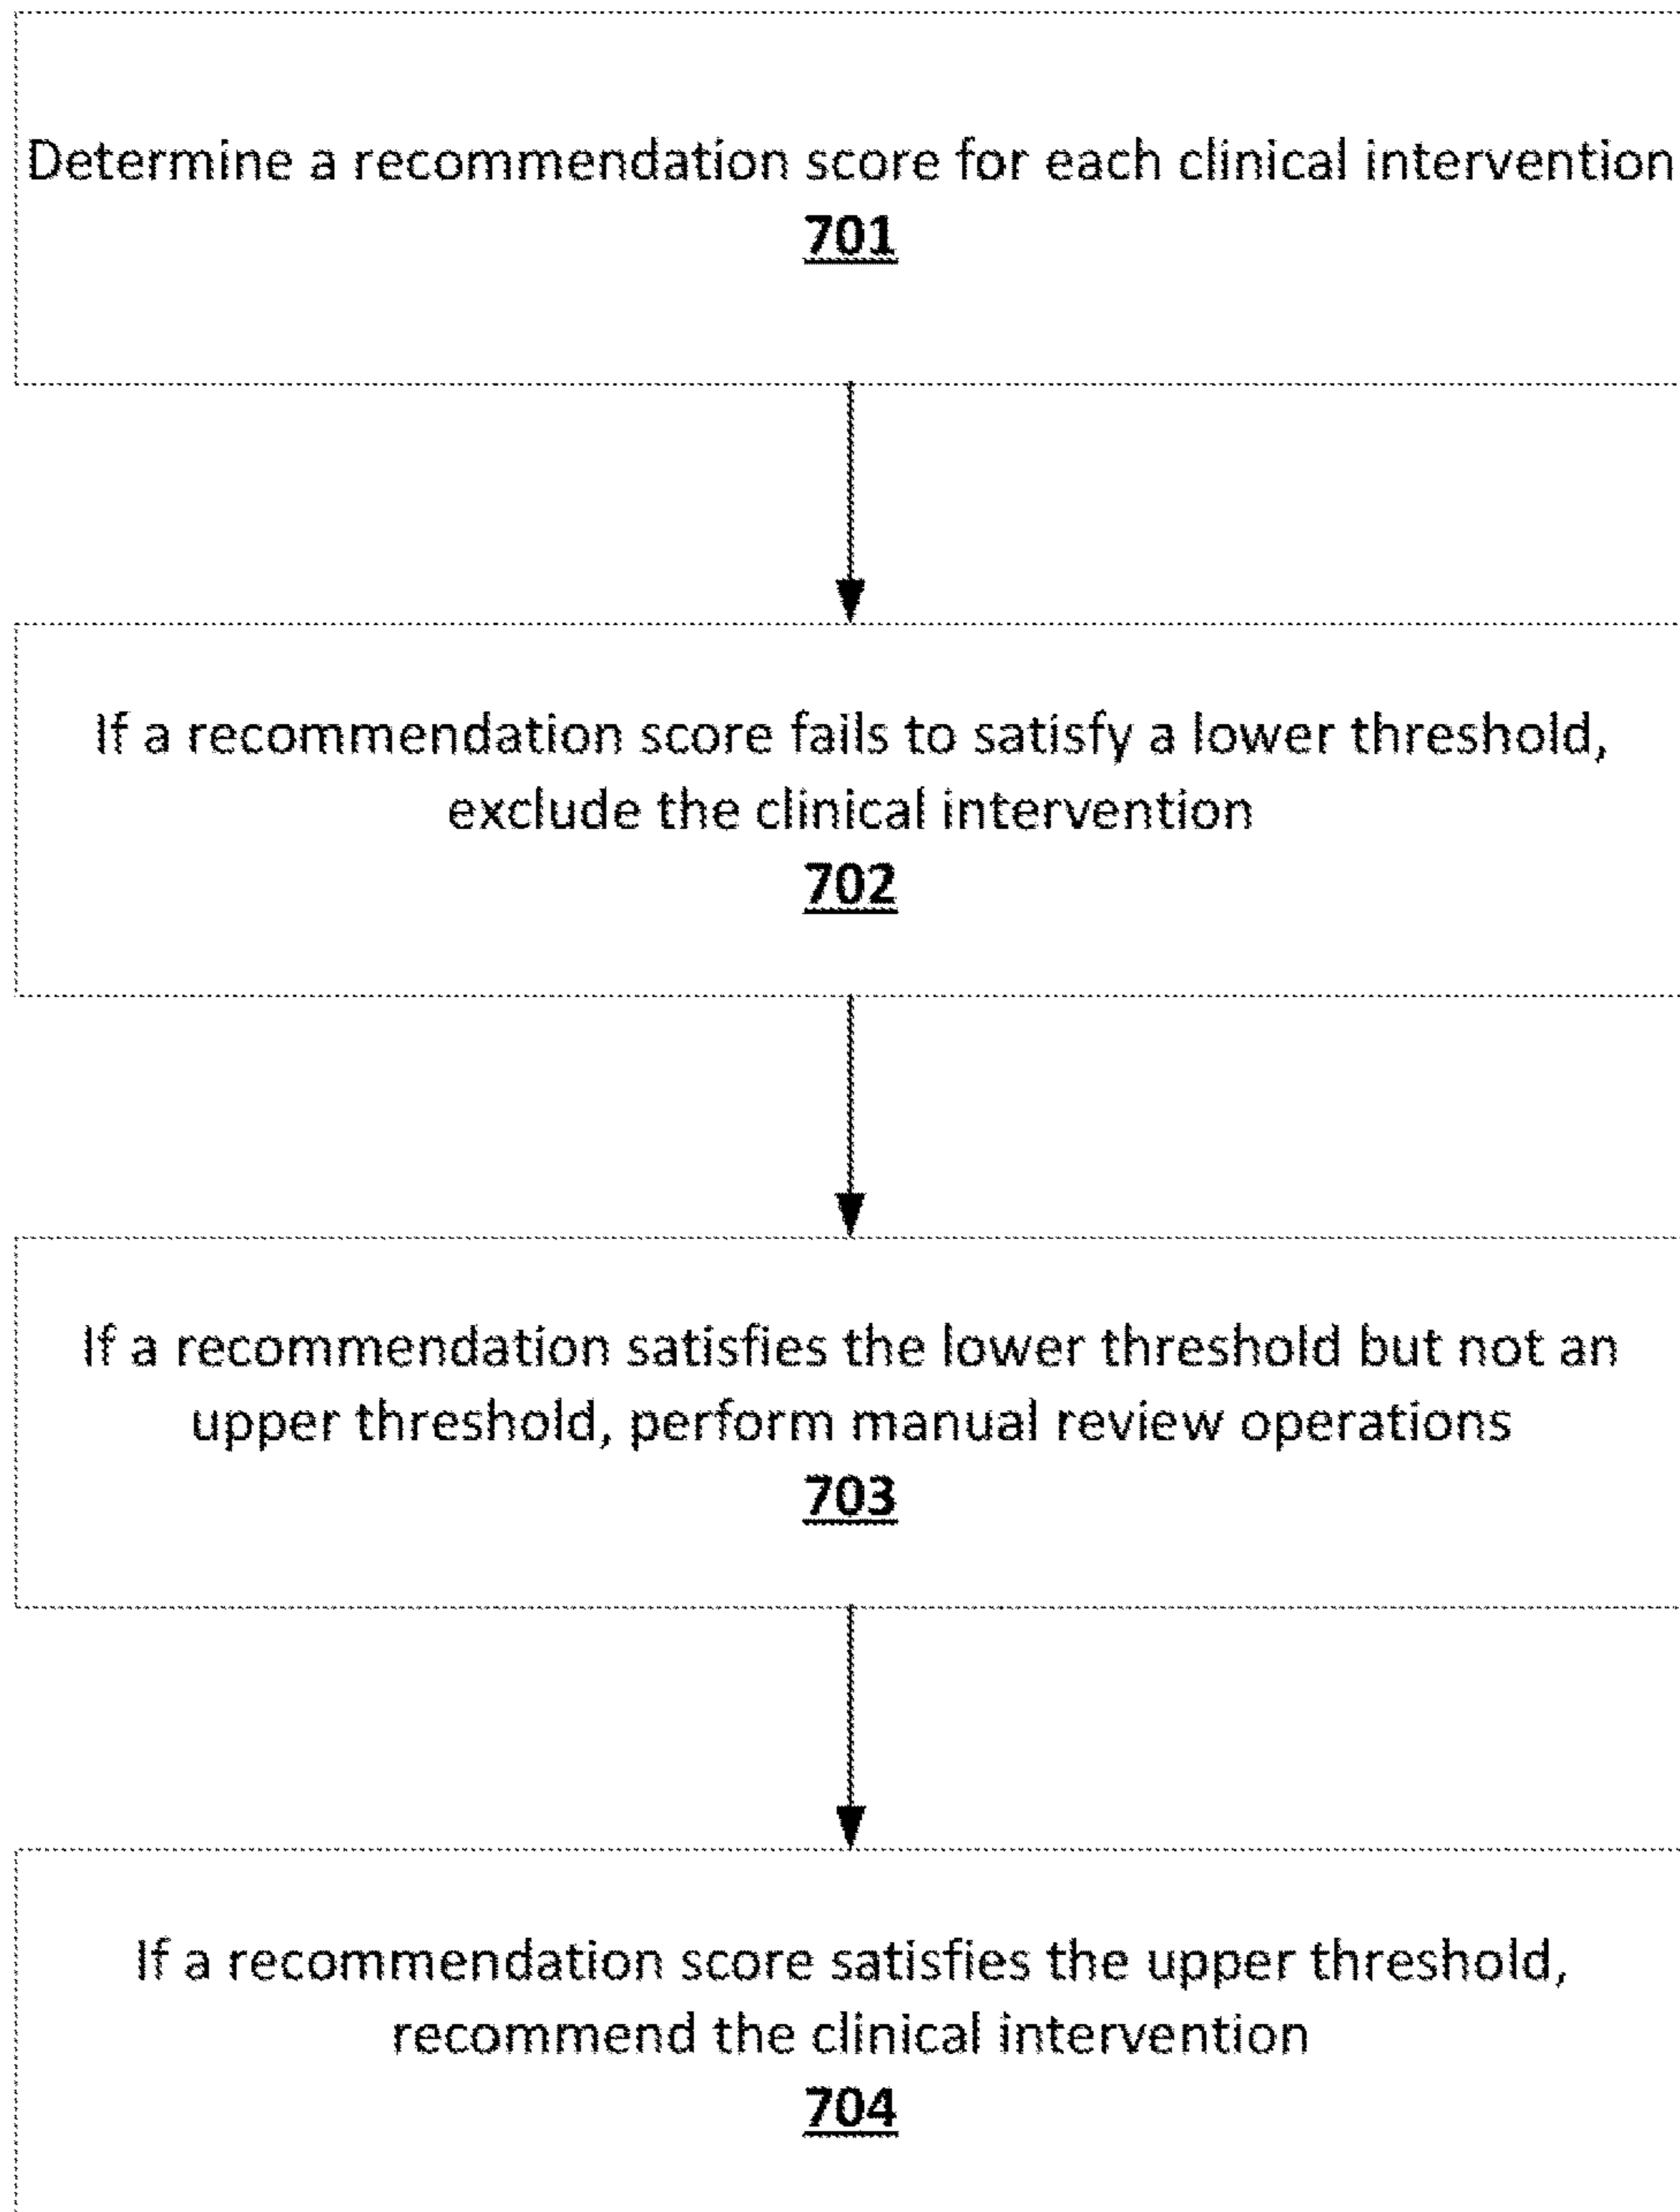 Determine a recommendation score for each clinical intervention
701
If a recommendation score fails to satisfy a lower threshold,
exclude the clinical intervention
702
If a recommendation satisfies the lower threshold but not an
upper threshold, perform manual review operations
703
If a recommendation score satisfies the upper threshold,
recommend the clinical intervention
704